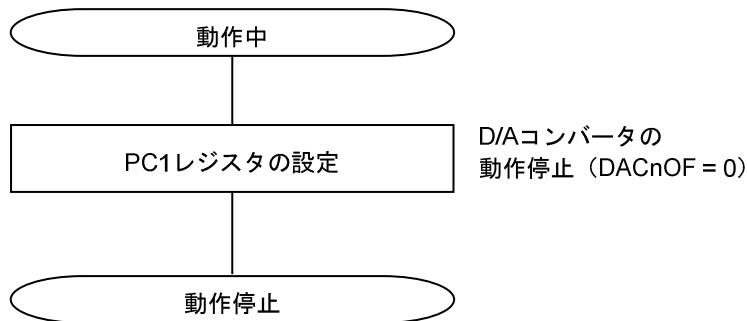 動作中
PC1レジスタの設定
D/Aコンバータの
動作停止（DACnOF = 0）
動作停止